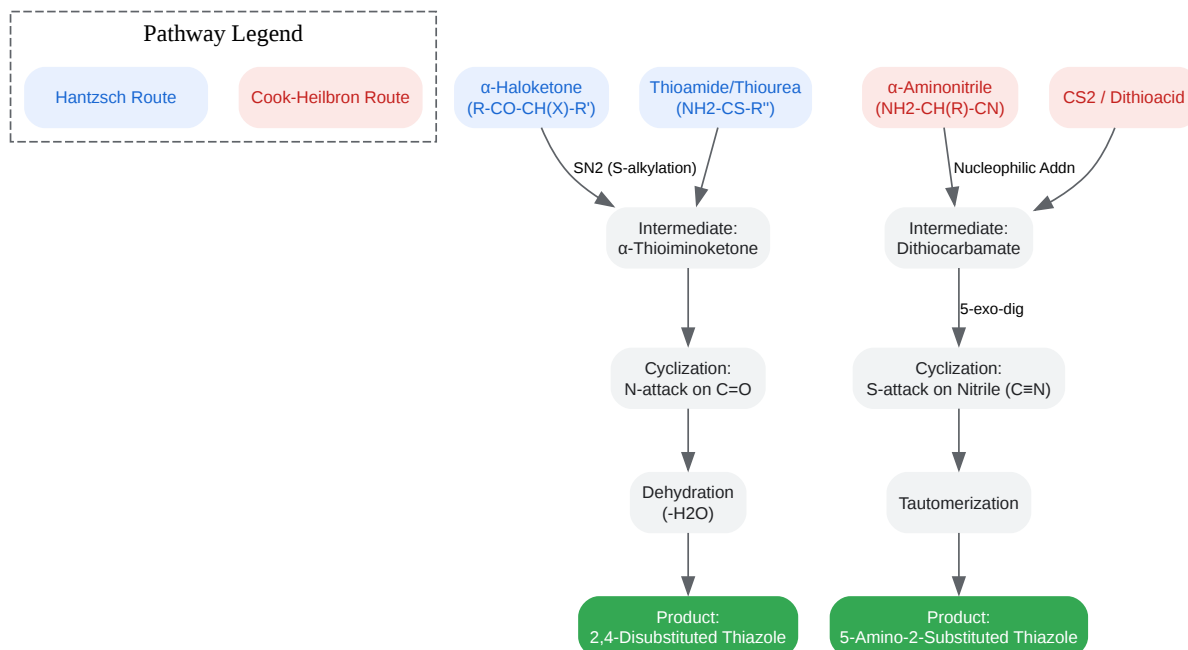 Pathway Legend
Hantzsch Route
Cook-Heilbron Route
α-Haloketone
(R-CO-CH(X)-R')
Thioamide/Thiourea
(NH2-CS-R'')
α-Aminonitrile
(NH2-CH(R)-CN)
CS2 / Dithioacid
SN2 (S-alkylation)
Nucleophilic Addn
Intermediate:
α-Thioiminoketone
Intermediate:
Dithiocarbamate
5-exo-dig
Cyclization:
N-attack on C=O
Cyclization:
S-attack on Nitrile (C≡N)
Dehydration
(-H2O)
Tautomerization
Product:
2,4-Disubstituted Thiazole
Product:
5-Amino-2-Substituted Thiazole